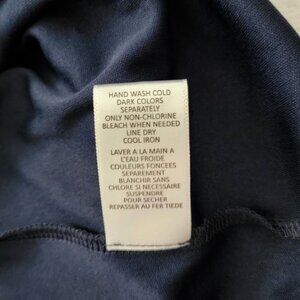 HAND WASH COLD
DARK COLORS
SEPARATELY
ONLY NON-CHLORINE
BLEACH WHEN NEEDED
LINE DRY
COOL IRON
LAVER A LA MAIN A
L'EAU FROIDE
COULEURS FONCEES
SEPAREMENT
BLANCHIR SANS
CHLORE SI NECESSAIRE
SUSPENDRE
POUR SECHER
REPASSER AU FER TIEDE